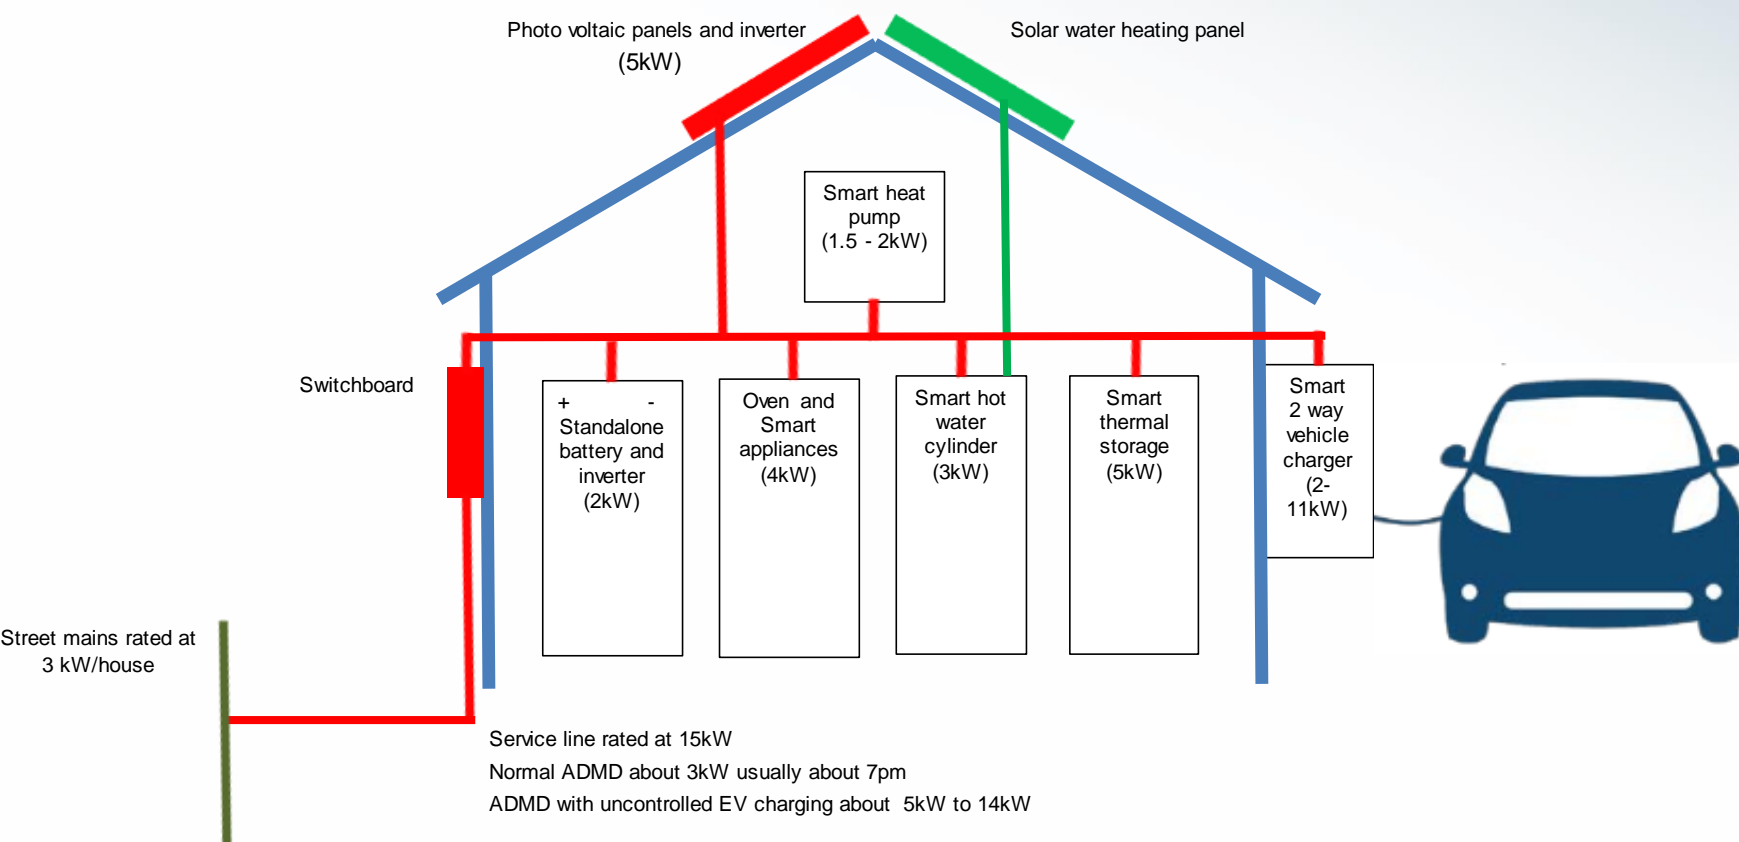 Photo voltaic panels and inverter
(5kW)
Solar water heating panel
Smart heat
pump
(1.5 - 2kW)
Switchboard
+ -
Standalone
battery and
inverter
(2kW)
Oven and
Smart
appliances
(4kW)
Smart hot
water
cylinder
(3kW)
Smart
thermal
storage
(5kW)
Smart
2 way
vehicle
charger
(2-
11kW)
Street mains rated at
3 kW/house
Service line rated at 15kW
Normal ADMD about 3kW usually about 7pm
ADMD with uncontrolled EV charging about 5kW to 14kW